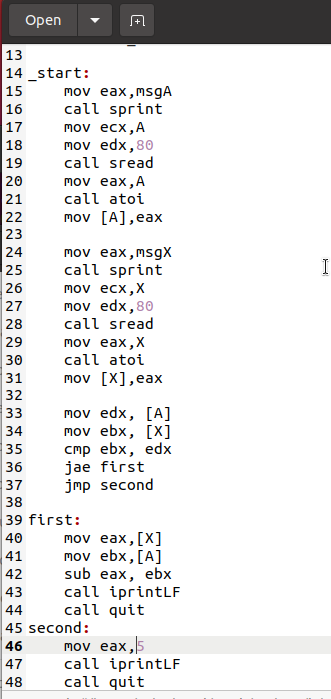 Open
13
14 _start:
15 mov eax,msgA
16 call sprint
17 mov ecx,A
18 mov edx,80
19 call sread
20 mov eax,A
21 call atoi
22 mov [A],eax
23
24 mov eax,msgX
25 call sprint
26 mov ecx,X
27 mov edx,80
28 call sread
29 mov eax,X
30 call atoi
31 mov [X],eax
32
33 mov edx, [A]
34 mov ebx, [X]
35 cmp ebx, edx
36 jae first
37 jmp second
38
39 first:
40 mov eax,[X]
41 mov ebx,[A]
42 sub eax, ebx
43 call iprintLF
44 call quit
45 second:
46 mov eax,5
47 call iprintLF
48 call quit